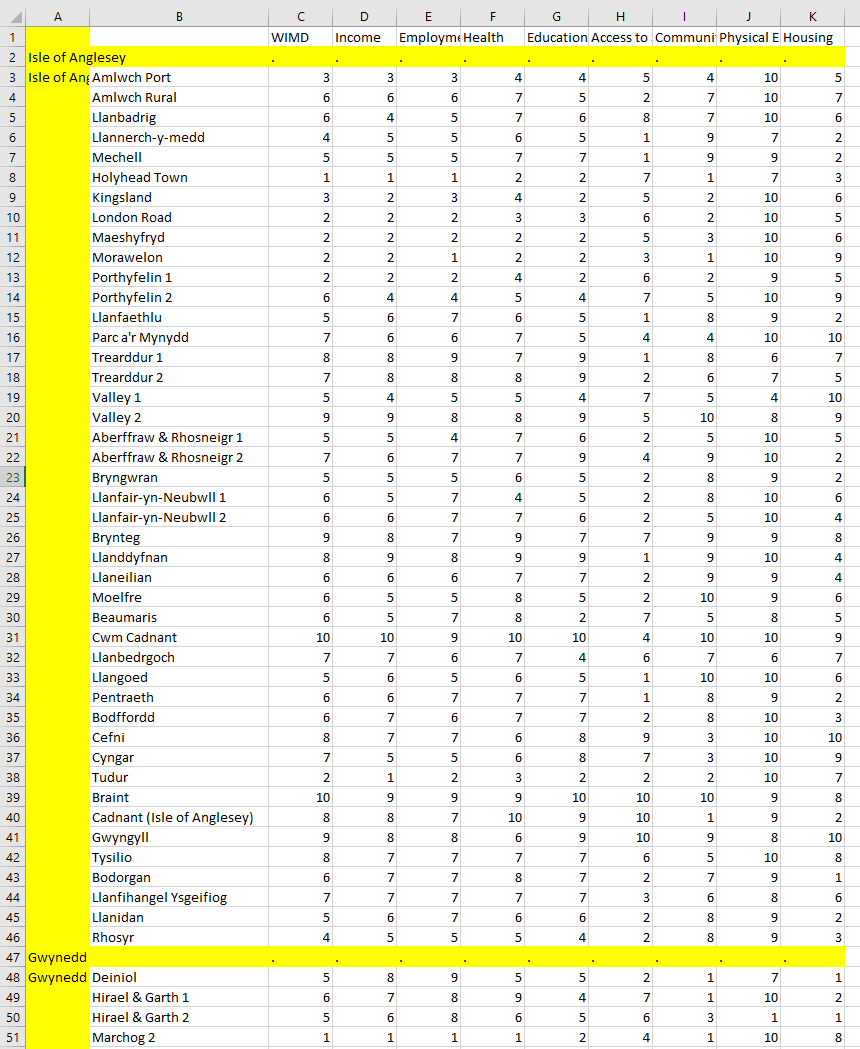 A B C D E F G H I J K
1 WIMD Income Employme Health Education Access to Communi Physical E Housing
2 Isle of Anglesey . . . . . . . . .
3 Isle of Ang Amlwch Port 3 3 3 4 4 5 4 10 5
4 Amlwch Rural 6 6 6 7 5 2 7 10 7
5 Llanbadrig 6 4 5 7 6 8 7 10 6
6 Llannerch-y-medd 4 5 5 6 5 1 9 7 2
7 Mechell 5 5 5 7 7 1 9 9 2
8 Holyhead Town 1 1 1 2 2 7 1 7 3
9 Kingsland 3 2 3 4 2 5 2 10 6
10 London Road 2 2 2 3 3 6 2 10 5
11 Maeshyfryd 2 2 2 2 2 5 3 10 6
12 Morawelon 2 2 1 2 2 3 1 10 9
13 Porthyfelin 1 2 2 2 4 2 6 2 9 5
14 Porthyfelin 2 6 4 4 5 4 7 5 10 9
15 Llanfaethlu 5 6 7 6 5 1 8 9 2
16 Parc a'r Mynydd 7 6 6 7 5 4 4 10 10
17 Trearddur 1 8 8 9 7 9 1 8 6 7
18 Trearddur 2 7 8 8 8 9 2 6 7 5
19 Valley 1 5 4 5 5 4 7 5 4 10
20 Valley 2 9 9 8 8 9 5 10 8 9
21 Aberffraw & Rhosneigr 1 5 5 4 7 6 2 5 10 5
22 Aberffraw & Rhosneigr 2 7 6 7 7 9 4 9 10 2
23 Bryngwran 5 5 5 6 5 2 8 9 2
24 Llanfair-yn-Neubwll 1 6 5 7 4 5 2 8 10 6
25 Llanfair-yn-Neubwll 2 6 6 7 7 6 2 5 10 4
26 Brynteg 9 8 7 9 7 7 9 9 8
27 Llanddyfnan 8 9 8 9 9 1 9 10 4
28 Llaneilian 6 6 6 7 7 2 9 9 4
29 Moelfre 6 5 5 8 5 2 10 9 6
30 Beaumaris 6 5 7 8 2 7 5 8 5
31 Cwm Cadnant 10 10 9 10 10 4 10 10 9
32 Llanbedrgoch 7 7 6 7 4 6 7 6 7
33 Llangoed 5 6 5 6 5 1 10 10 6
34 Pentraeth 6 6 7 7 7 1 8 9 2
35 Bodffordd 6 7 6 7 7 2 8 10 3
36 Cefni 8 7 7 6 8 9 3 10 10
37 Cyngar 7 5 5 6 8 7 3 10 9
38 Tudur 2 1 2 3 2 2 2 10 7
39 Braint 10 9 9 9 10 10 10 9 8
40 Cadnant (Isle of Anglesey) 8 8 7 10 9 10 1 9 2
41 Gwyngyll 9 8 8 6 9 10 9 8 10
42 Tysilio 8 7 7 7 7 6 5 10 8
43 Bodorgan 6 7 7 8 7 2 7 9 1
44 Llanfihangel Ysgeifiog 7 7 7 7 7 3 6 8 6
45 Llanidan 5 6 7 6 6 2 8 9 2
46 Rhosyr 4 5 5 5 4 2 8 9 3
47 Gwynedd . . . . . . . . .
48 Gwynedd Deiniol 5 8 9 5 5 2 1 7 1
49 Hirael & Garth 1 6 7 8 9 4 7 1 10 2
50 Hirael & Garth 2 5 6 8 6 5 6 3 1 1
51 Marchog 2 1 1 1 1 2 4 1 10 8